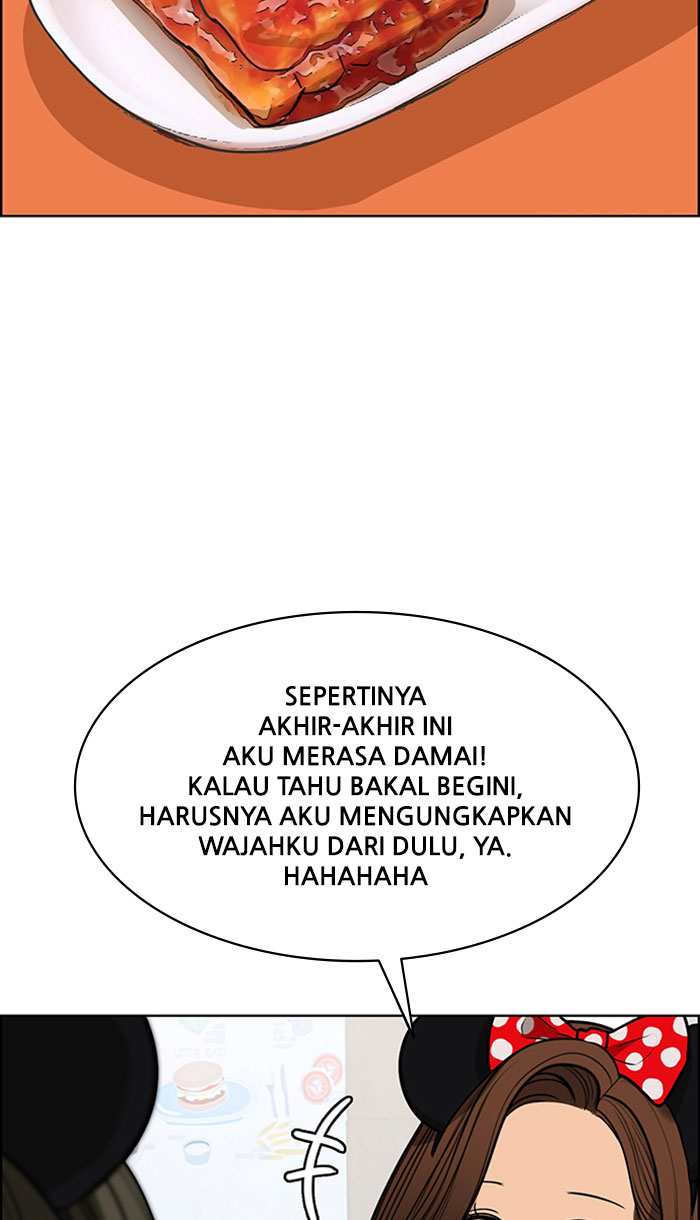 SEPERTINYA
AKHIR-AKHIR INI
AKU MERASA DAMAI!
KALAU TAHU BAKAL BEGINI,
HARUSNYA AKU MENGUNGKAPKAN
WAJAHKU DARI DULU, YA.
HAHAHAHA